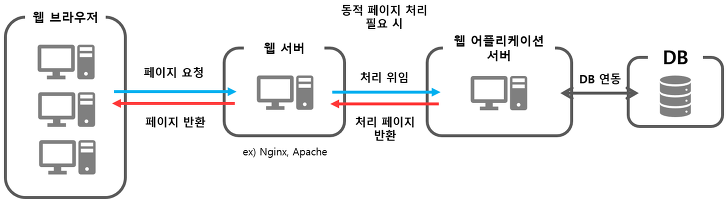 웹 브라우저
페이지 요청
페이지 반환
웹 서버
ex) Nginx, Apache
동적 페이지 처리
필요 시
처리 위임
처리 페이지
반환
웹 어플리케이션
서버
DB 연동
DB